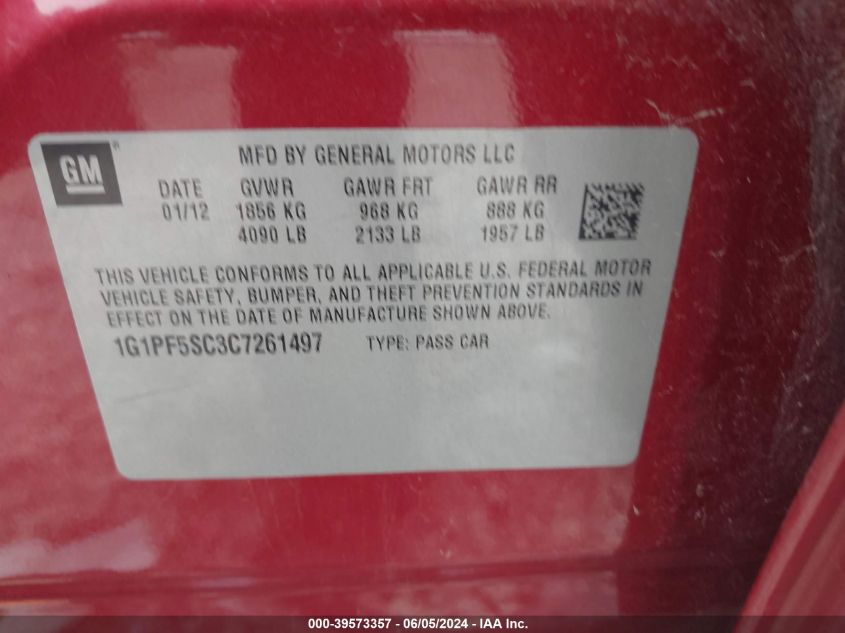 GM
MFD BY GENERAL MOTORS LLC
DATE GVWR GAWR FRT GAWR RR
01/12 1856 KG 968 KG 888 KG
4090 LB 2133 LB 1957 LB
THIS VEHICLE CONFORMS TO ALL APPLICABLE U.S. FEDERAL MOTOR
VEHICLE SAFETY, BUMPER, AND THEFT PREVENTION STANDARDS IN
EFFECT ON THE DATE OF MANUFACTURE SHOWN ABOVE.
1G1PF5SC3C7261497 TYPE: PASS CAR
000-39573357 - 06/05/2024 - Copyright © 2024 - IAA, Inc.